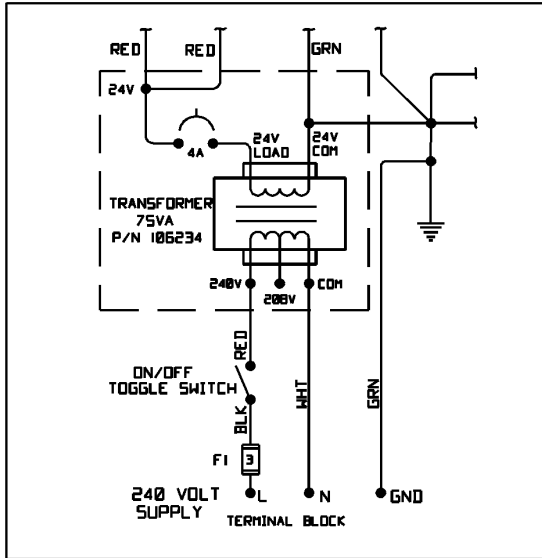 RED
RED
GRN
24V
4A
24V
LOAD
24V
COM
TRANSFORMER
75VA
P/N 106234
240V
208V
COM
RED
ON/OFF
TOGGLE SWITCH
BLK
WHT
GRN
F1
3
240 VOLT
SUPPLY
L
N
GND
TERMINAL BLOCK